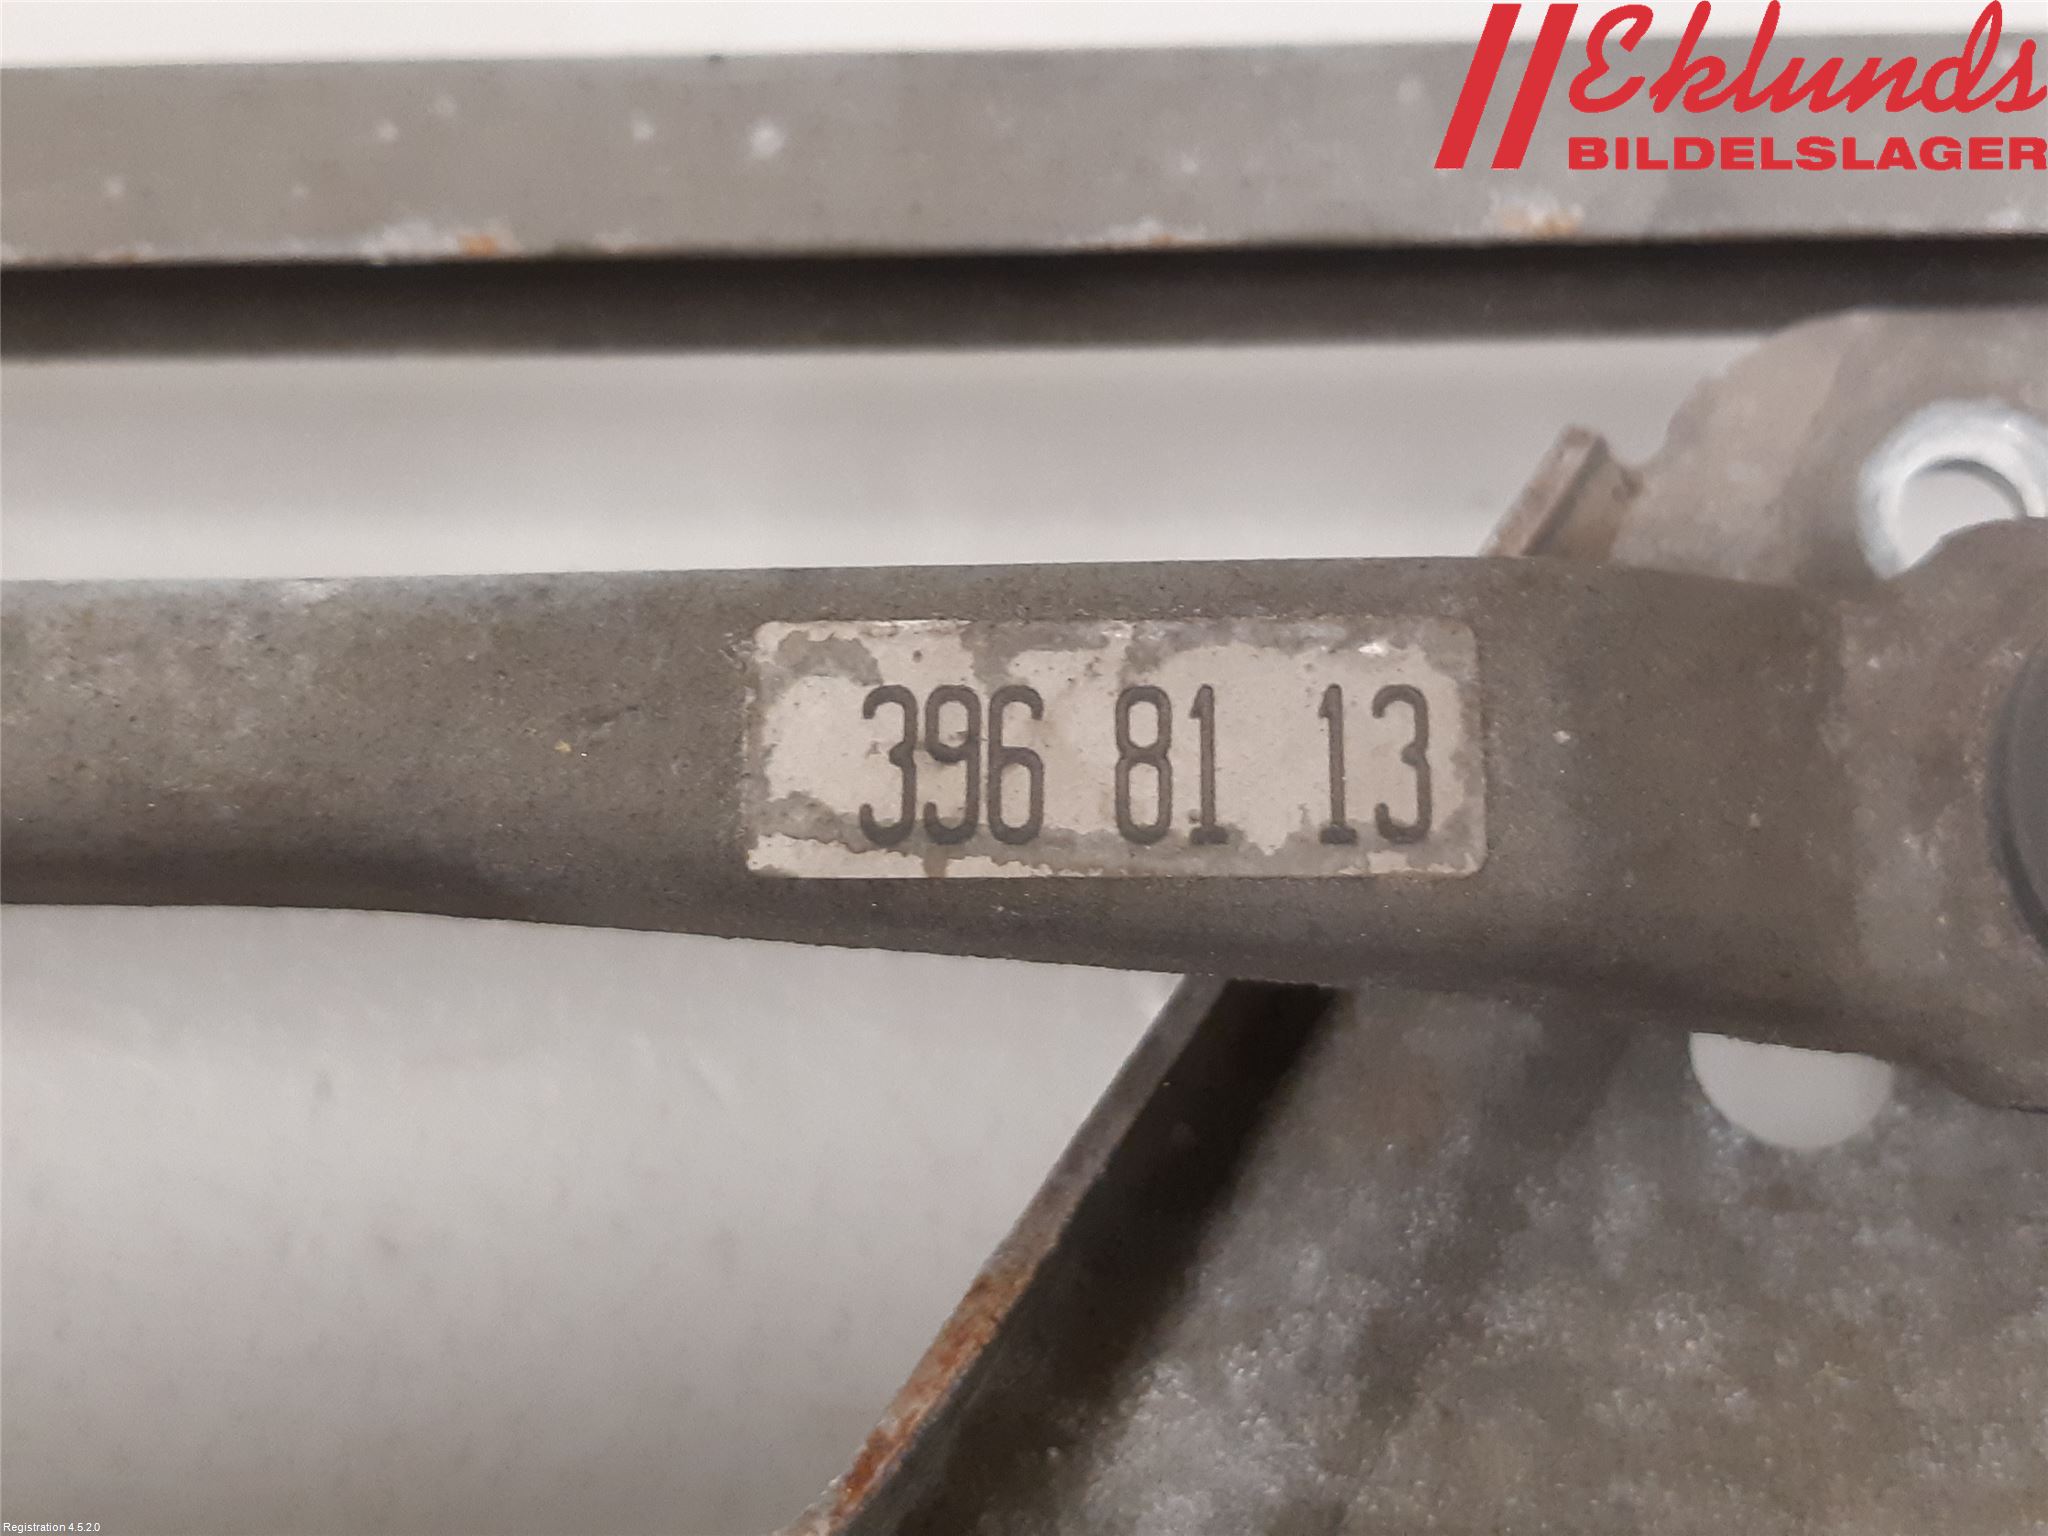 Eklunds
BILDELSLAGER
396 81 13
Registration 4.5.2.0